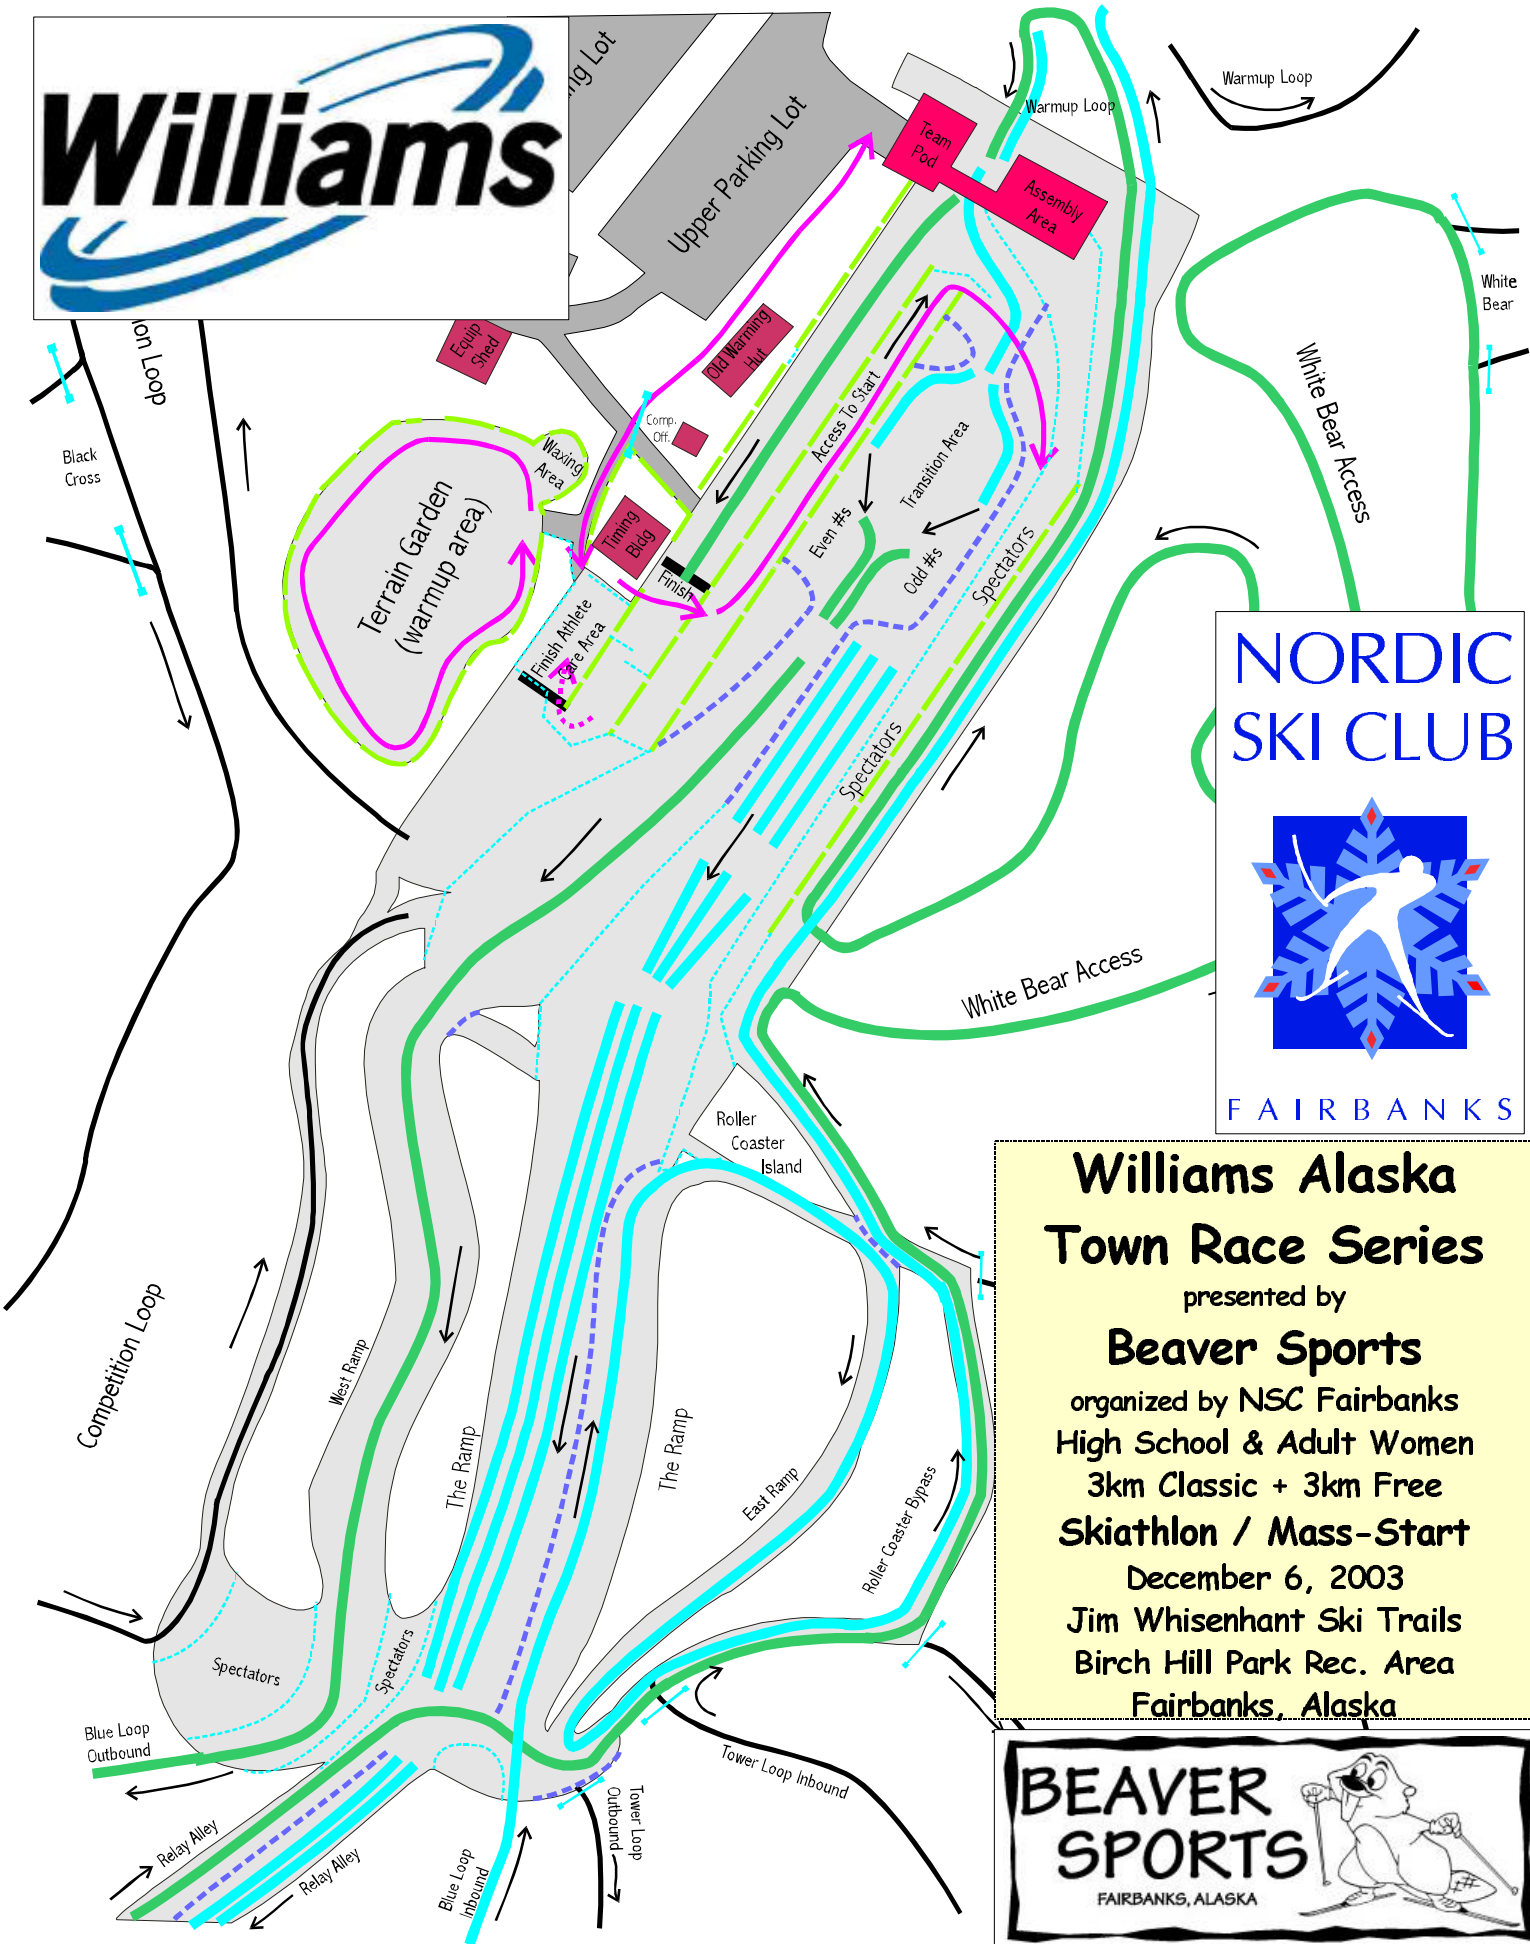 Williams
ng Lot
Upper Parking Lot
Team
Pod
Assembly
Area
Warmup Loop
Warmup Loop
White
Bear
White Bear Access
Equip
Shed
Old Warming
Hut
Comp.
Off.
on Loop
Black
Cross
Waxing
Area
Terrain Garden
(warmup area)
Timing
Bldg
Finish
Finish Athlete
Care Area
Access To Start
Transition Area
Even #s
Odd #s
Spectators
Spectators
White Bear Access
NORDIC
SKI CLUB
FAIRBANKS
Roller
Coaster
Island
Competition Loop
West Ramp
The Ramp
The Ramp
East Ramp
Roller Coaster Bypass
Spectators
Spectators
Blue Loop
Outbound
Relay Alley
Relay Alley
Blue Loop
Inbound
Tower Loop
Outbound
Tower Loop Inbound
Williams Alaska
Town Race Series
presented by
Beaver Sports
organized by NSC Fairbanks
High School & Adult Women
3km Classic + 3km Free
Skiathlon / Mass-Start
December 6, 2003
Jim Whisenhant Ski Trails
Birch Hill Park Rec. Area
Fairbanks, Alaska
BEAVER
SPORTS
FAIRBANKS, ALASKA